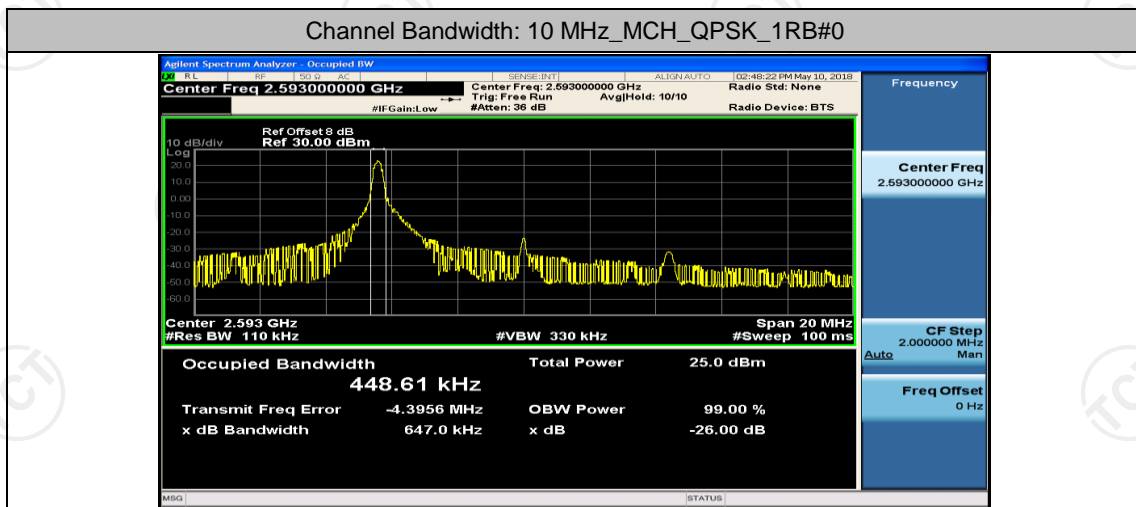 Channel Bandwidth: 10 MHz_MCH_QPSK_1RB#0
Agilent Spectrum Analyzer - Occupied BW
LXI RL RF 50 Ω AC SENSE:INT ALIGN AUTO 02:48:22 PM May 10, 2018
Center Freq 2.593000000 GHz Center Freq: 2.593000000 GHz Radio Std: None
Trig: Free Run Avg|Hold: 10/10
#IFGain:Low #Atten: 36 dB Radio Device: BTS
Ref Offset 8 dB
10 dB/div Ref 30.00 dBm
Log
20.0
10.0
0.00
-10.0
-20.0
-30.0
-40.0
-50.0
-60.0
Center 2.593 GHz Span 20 MHz
#Res BW 110 kHz #VBW 330 kHz #Sweep 100 ms
Occupied Bandwidth Total Power 25.0 dBm
448.61 kHz
Transmit Freq Error -4.3956 MHz OBW Power 99.00 %
x dB Bandwidth 647.0 kHz x dB -26.00 dB
MSG STATUS
Frequency
Center Freq
2.593000000 GHz
CF Step
2.000000 MHz
Auto Man
Freq Offset
0 Hz
TCT
TCT